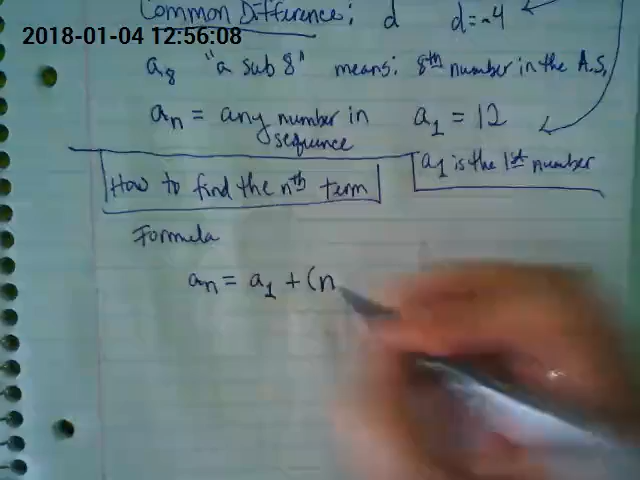 Common Difference: d d=-4
2018-01-04 12:56:08
a8 "a sub 8" means: 8th number in the A.S.
an = any number in a1 = 12
sequence
a1 is the 1st number
How to find the nth term
Formula
an = a1 + (n